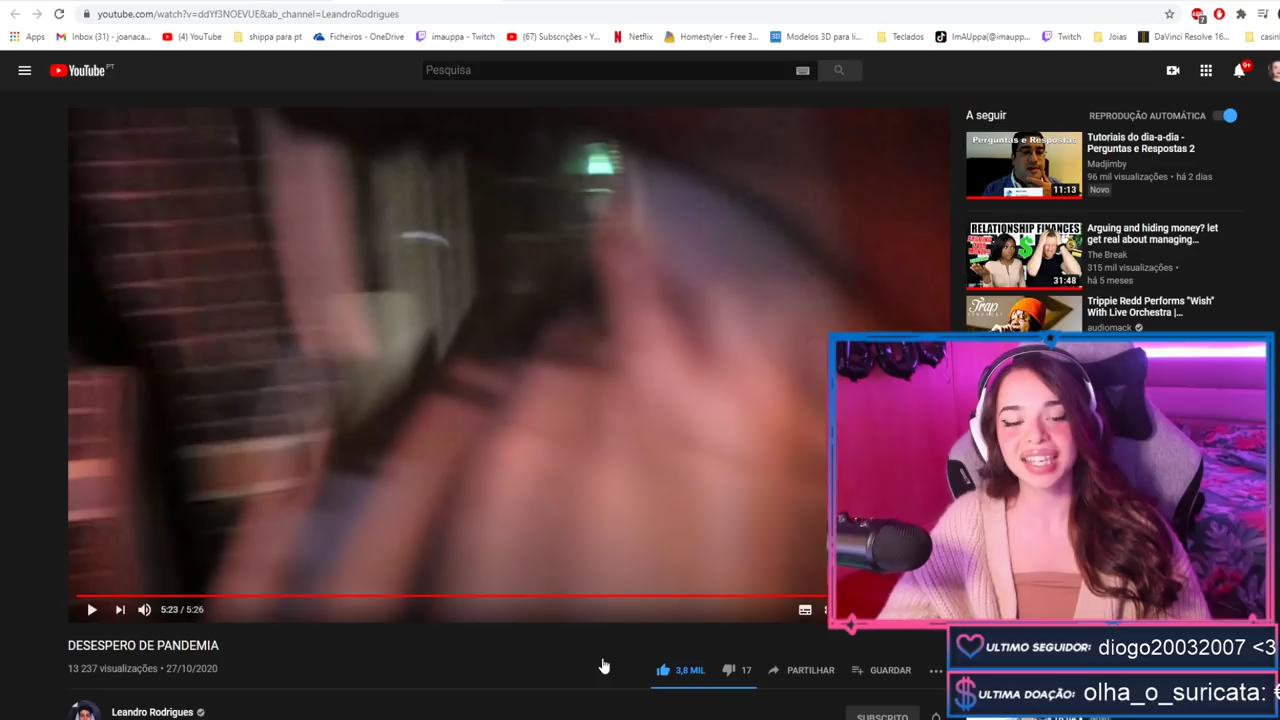 youtube.com/watch?v=ddYf3NOEVUE&ab_channel=LeandroRodrigues
Apps
Inbox (31) - joanaca...
(4) YouTube
shippa para pt
Ficheiros - OneDrive
imauppa - Twitch
(67) Subscrições - Y...
Netflix
Homestyler - Free 3...
Modelos 3D para li...
Teclados
ImAUppa(@imaupp...
Twitch
Joias
DaVinci Resolve 16...
YouTube PT
Pesquisa
9+
A seguir
REPRODUÇÃO AUTOMÁTICA
Perguntas e Respostas
11:13
Tutoriais do dia-a-dia -
Perguntas e Respostas 2
Madjimby
96 mil visualizações • há 2 dias
Novo
RELATIONSHIP FINANCES
31:48
Arguing and hiding money? let
get real about managing...
The Break
315 mil visualizações •
há 5 meses
Trap
Trippie Redd Performs "Wish"
With Live Orchestra |...
audiomack
5:23 / 5:26
DESESPERO DE PANDEMIA
13 237 visualizações • 27/10/2020
3,8 MIL
17
PARTILHAR
GUARDAR
Leandro Rodrigues
SUBSCRITO
ULTIMO SEGUIDOR: diogo20032007 <3
ULTIMA DOAÇÃO: olha_o_suricata: €